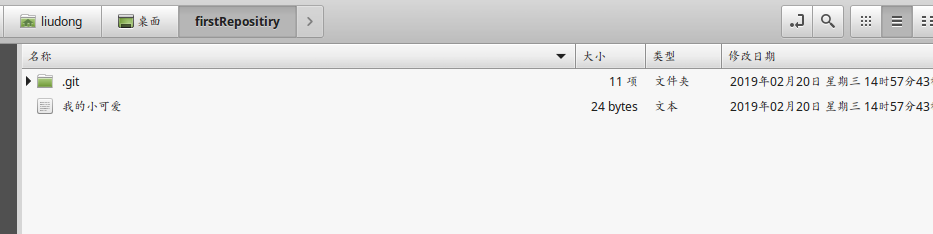 liudong 桌面 firstRepositiry
名称 大小 类型 修改日期
.git 11 项 文件夹 2019年02月20日 星期三 14时57分43
我的小可爱 24 bytes 文本 2019年02月20日 星期三 14时57分43